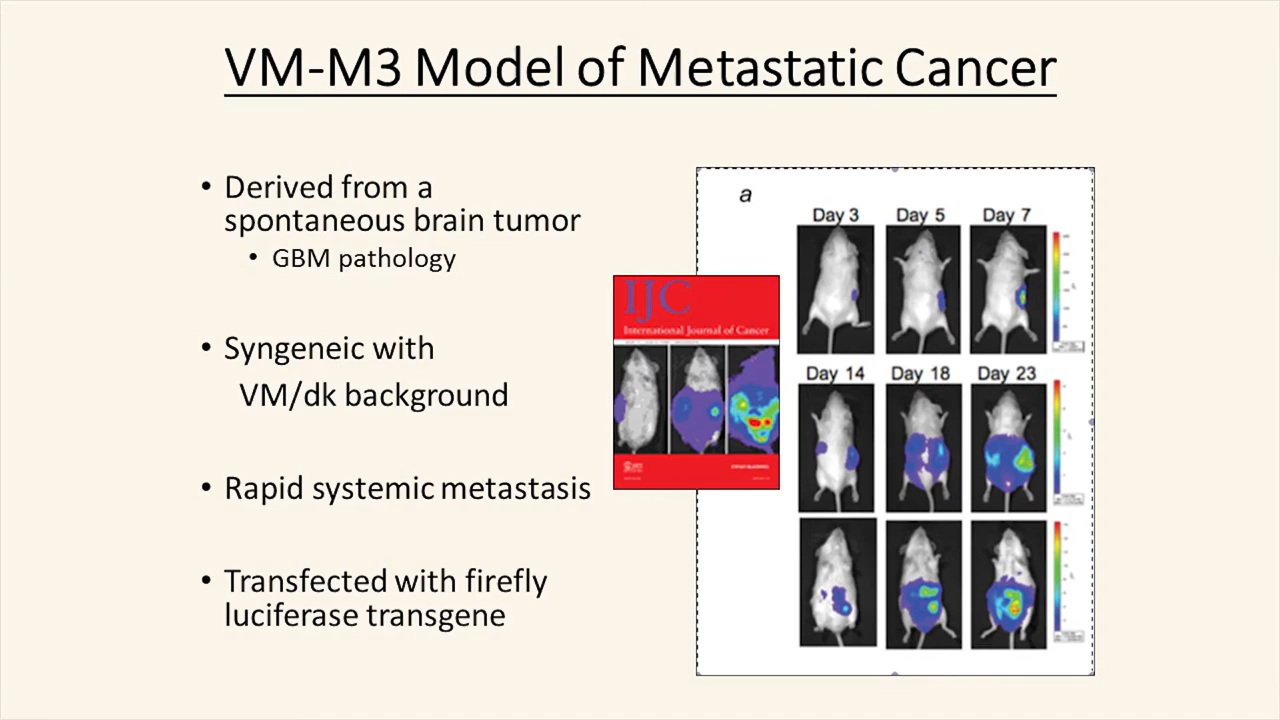 VM-M3 Model of Metastatic Cancer
• Derived from a
spontaneous brain tumor
• GBM pathology
• Syngeneic with
VM/dk background
• Rapid systemic metastasis
• Transfected with firefly
luciferase transgene
IJC
International Journal of Cancer
a
Day 3 Day 5 Day 7
Day 14 Day 18 Day 23